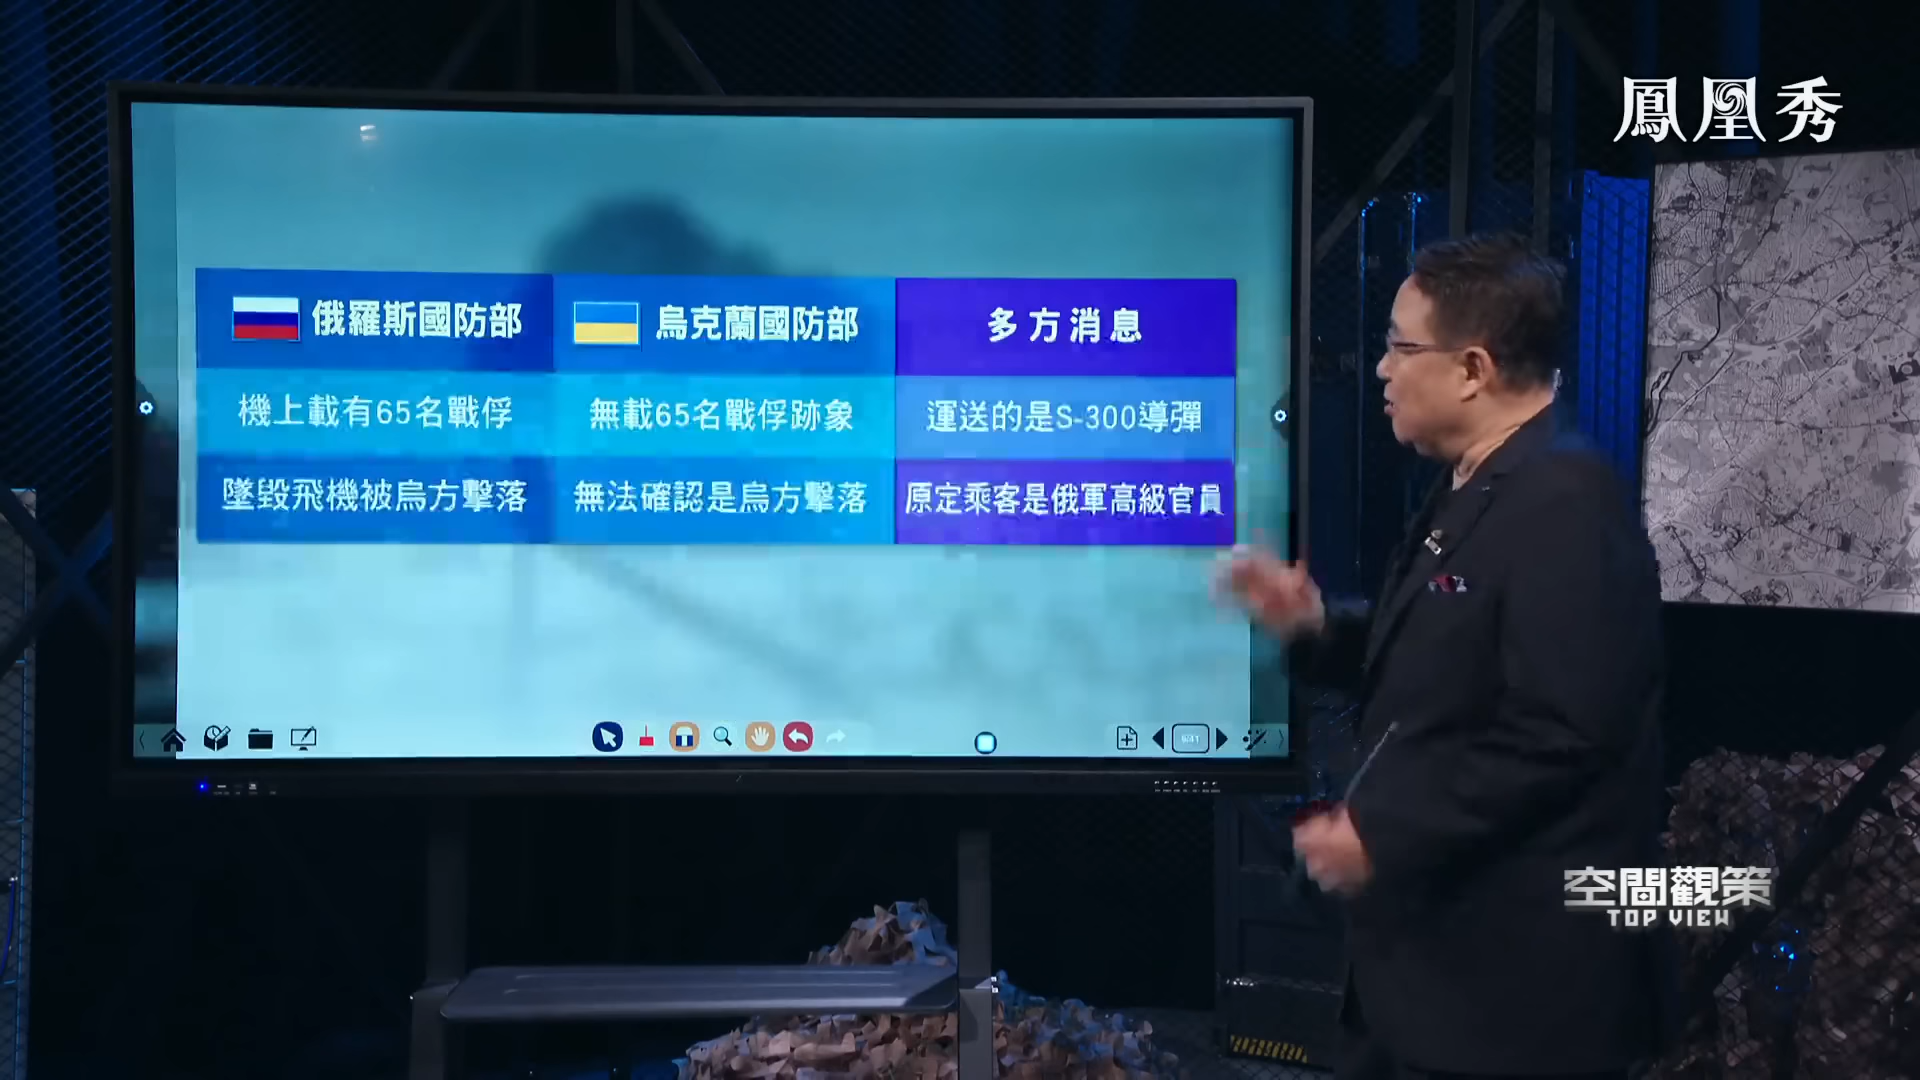 鳳凰秀
俄羅斯國防部
烏克蘭國防部
多方消息
機上載有65名戰俘
無載65名戰俘跡象
運送的是S-300導彈
墜毀飛機被烏方擊落
無法確認是烏方擊落
原定乘客是俄軍高級官員
空間觀策
TOP VIEW